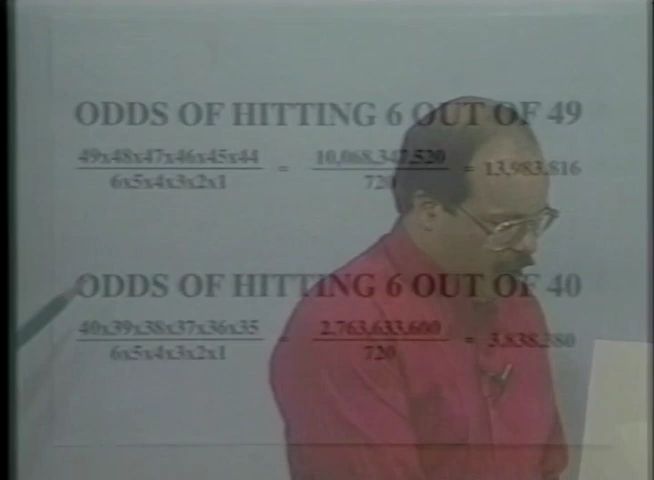 ODDS OF HITTING 6 OUT OF 49
49x48x47x46x45x44 = 10,068,347,520 = 13,983,816
6x5x4x3x2x1 720
ODDS OF HITTING 6 OUT OF 40
40x39x38x37x36x35 = 2,763,633,600 = 3,838,380
6x5x4x3x2x1 720